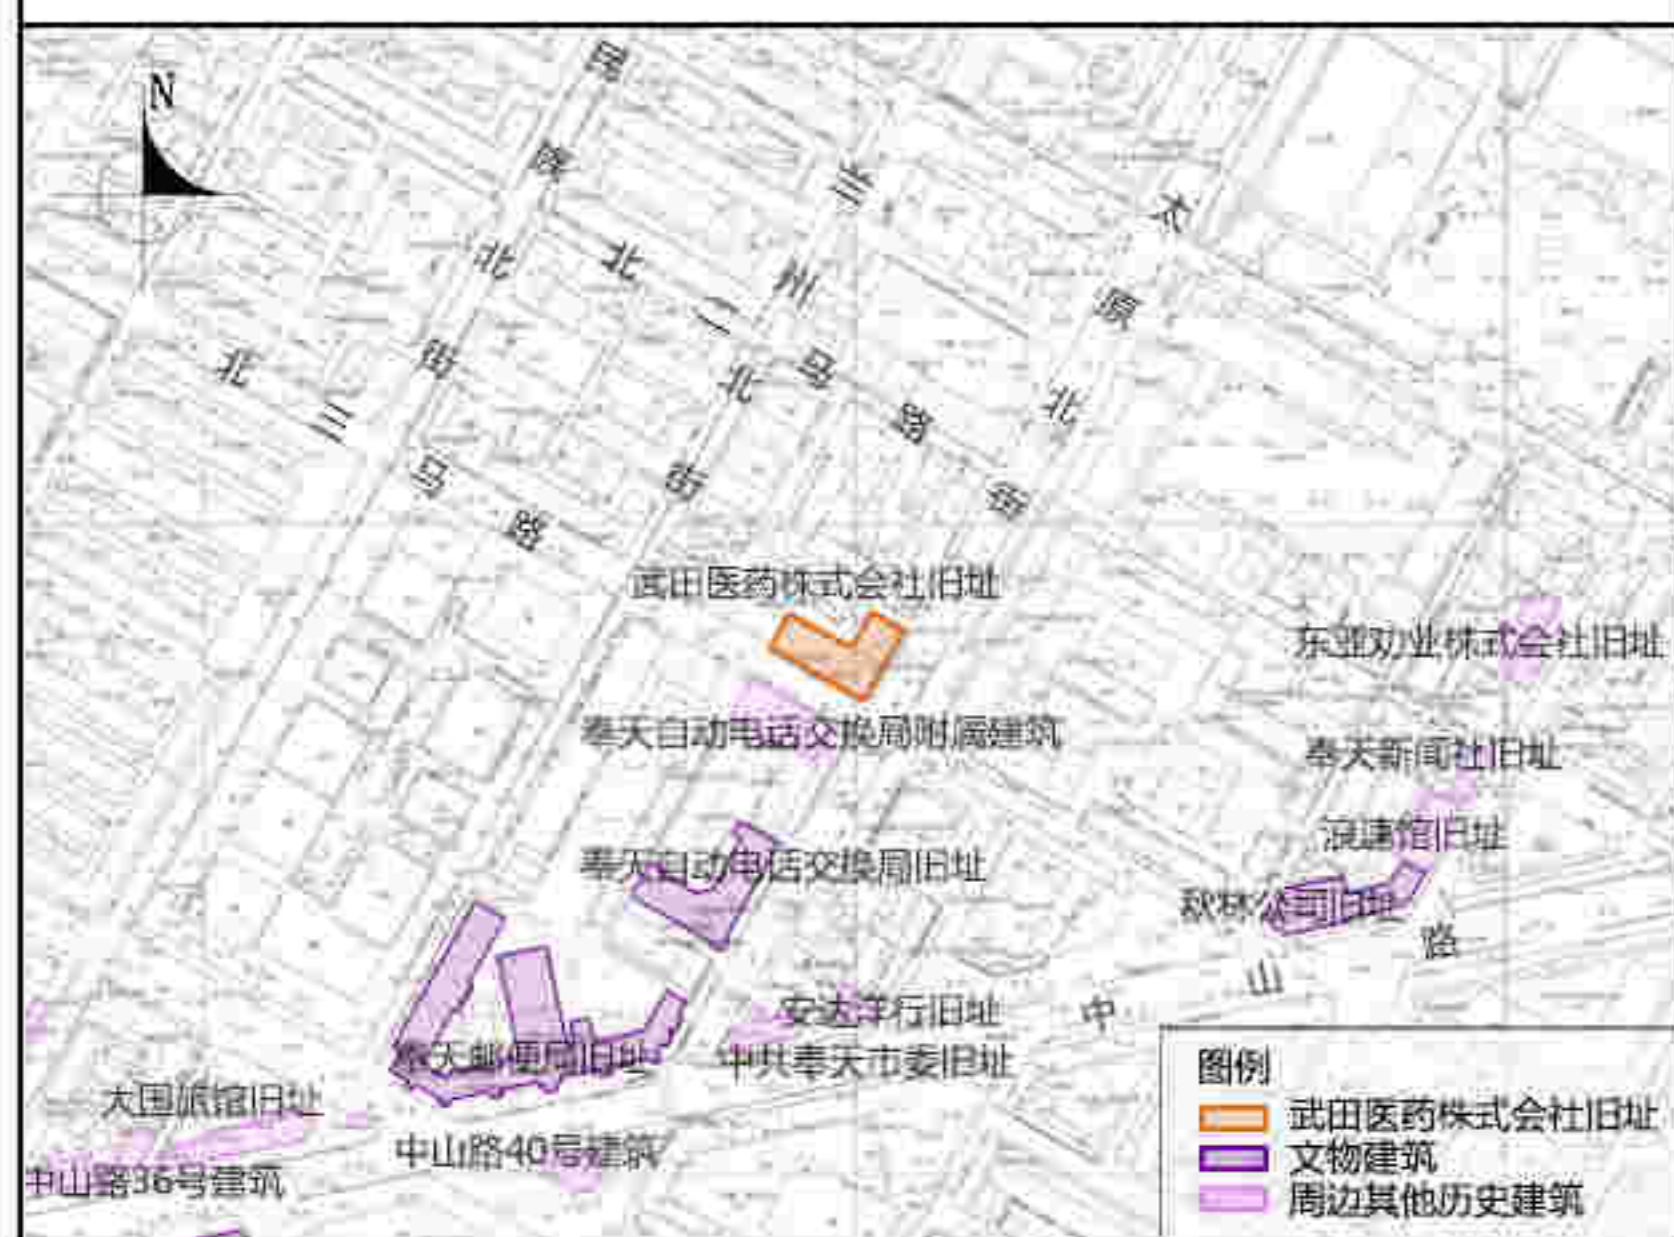 N
民族北街
兰州北街
太原北街
北二马路
北三马路
武田医药株式会社旧址
东亚劝业株式会社旧址
奉天自动电话交换局附属建筑
奉天新闻社旧址
浪速馆旧址
奉天自动电话交换局旧址
秋林公司旧址
中山路
安达洋行旧址
奉天邮便局旧址
中共奉天市委旧址
大国旅馆旧址
中山路40号建筑
中山路36号建筑
图例
武田医药株式会社旧址
文物建筑
周边其他历史建筑